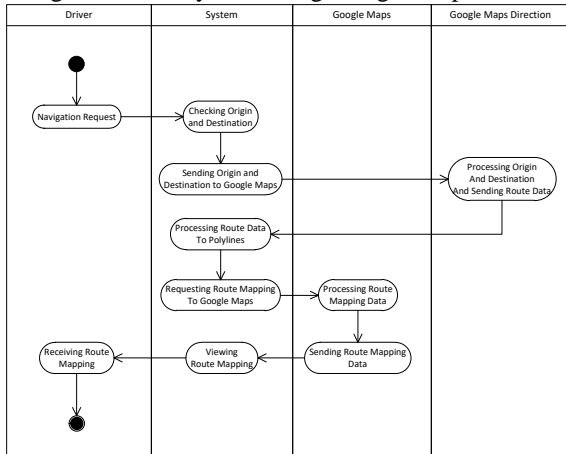 Driver
System
Google Maps
Google Maps Direction
Navigation Request
Checking Origin
and Destination
Sending Origin and
Destination to Google Maps
Processing Origin
And Destination
And Sending Route Data
Processing Route Data
To Polylines
Requesting Route Mapping
To Google Maps
Processing Route
Mapping Data
Receiving Route
Mapping
Viewing
Route Mapping
Sending Route Mapping
Data